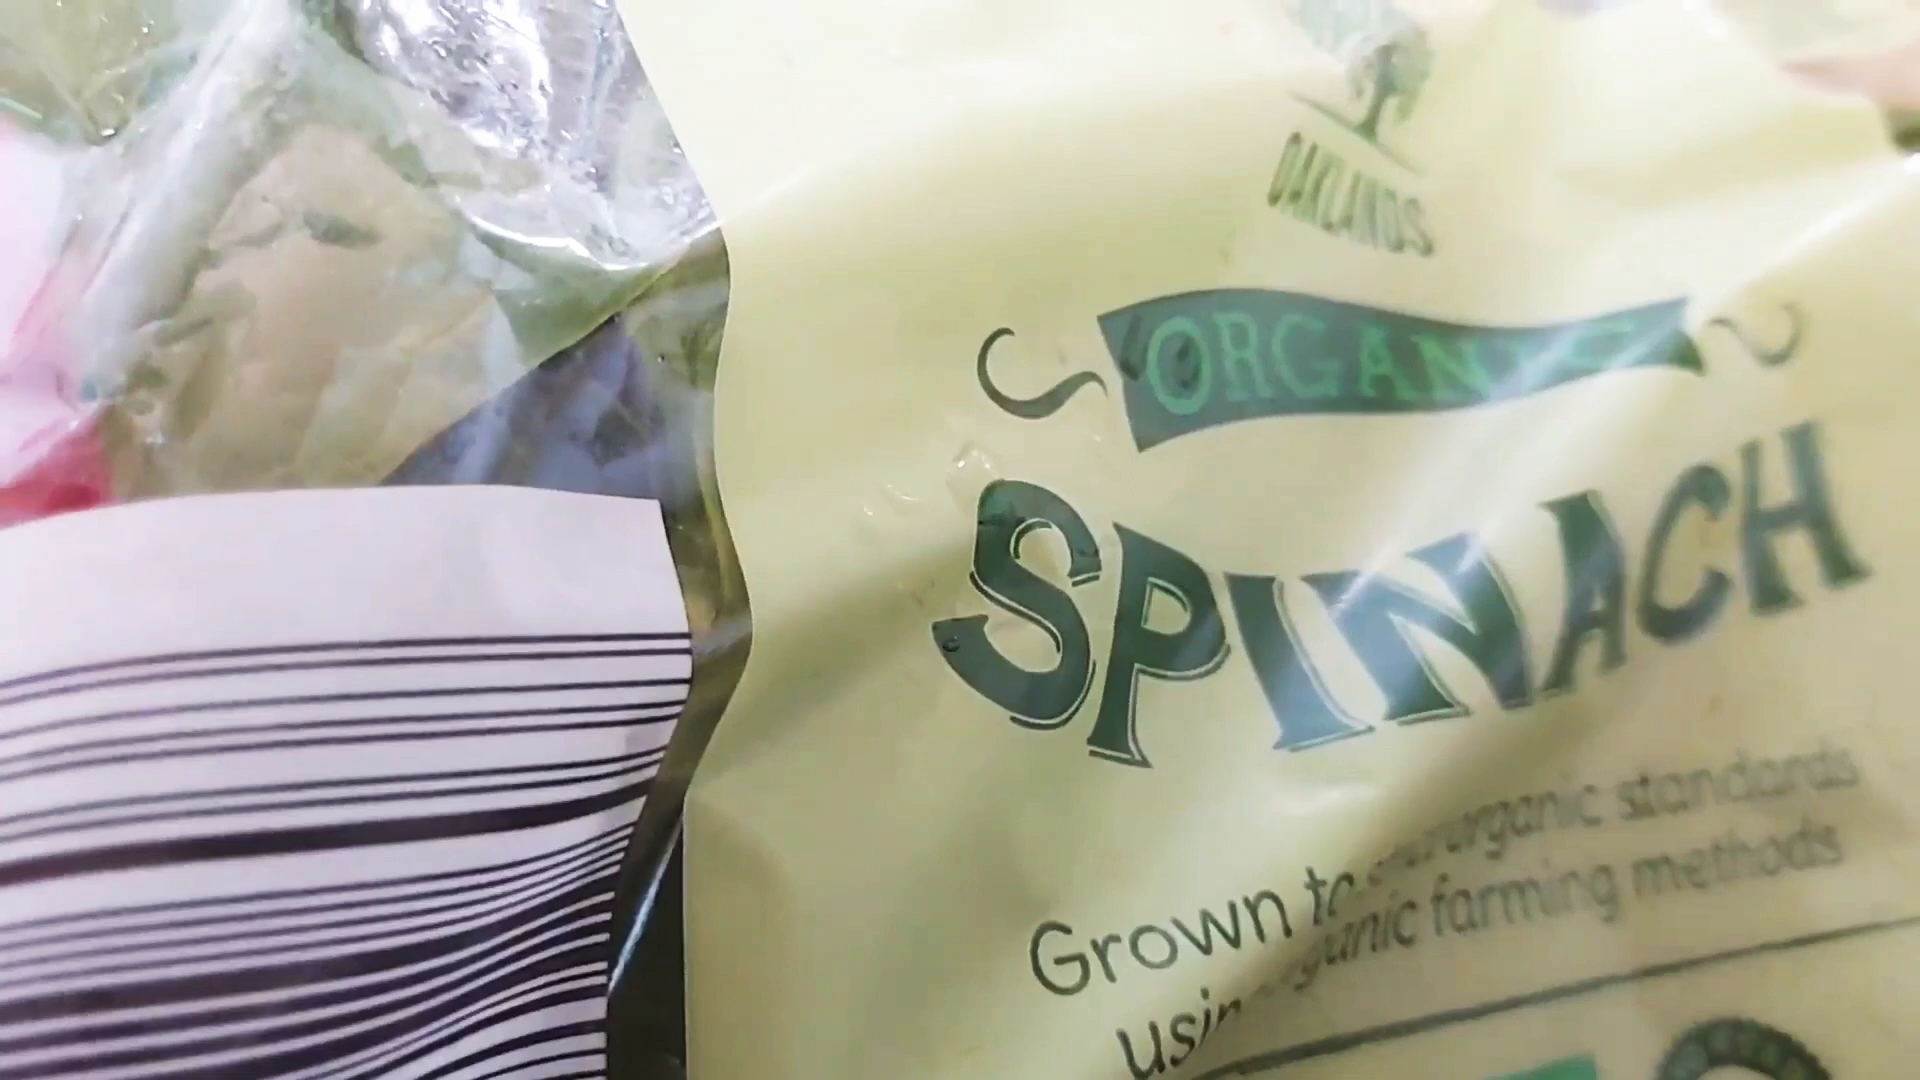 OAKLANDS
ORGANIC
SPINACH
Grown to organic standards
using organic farming methods